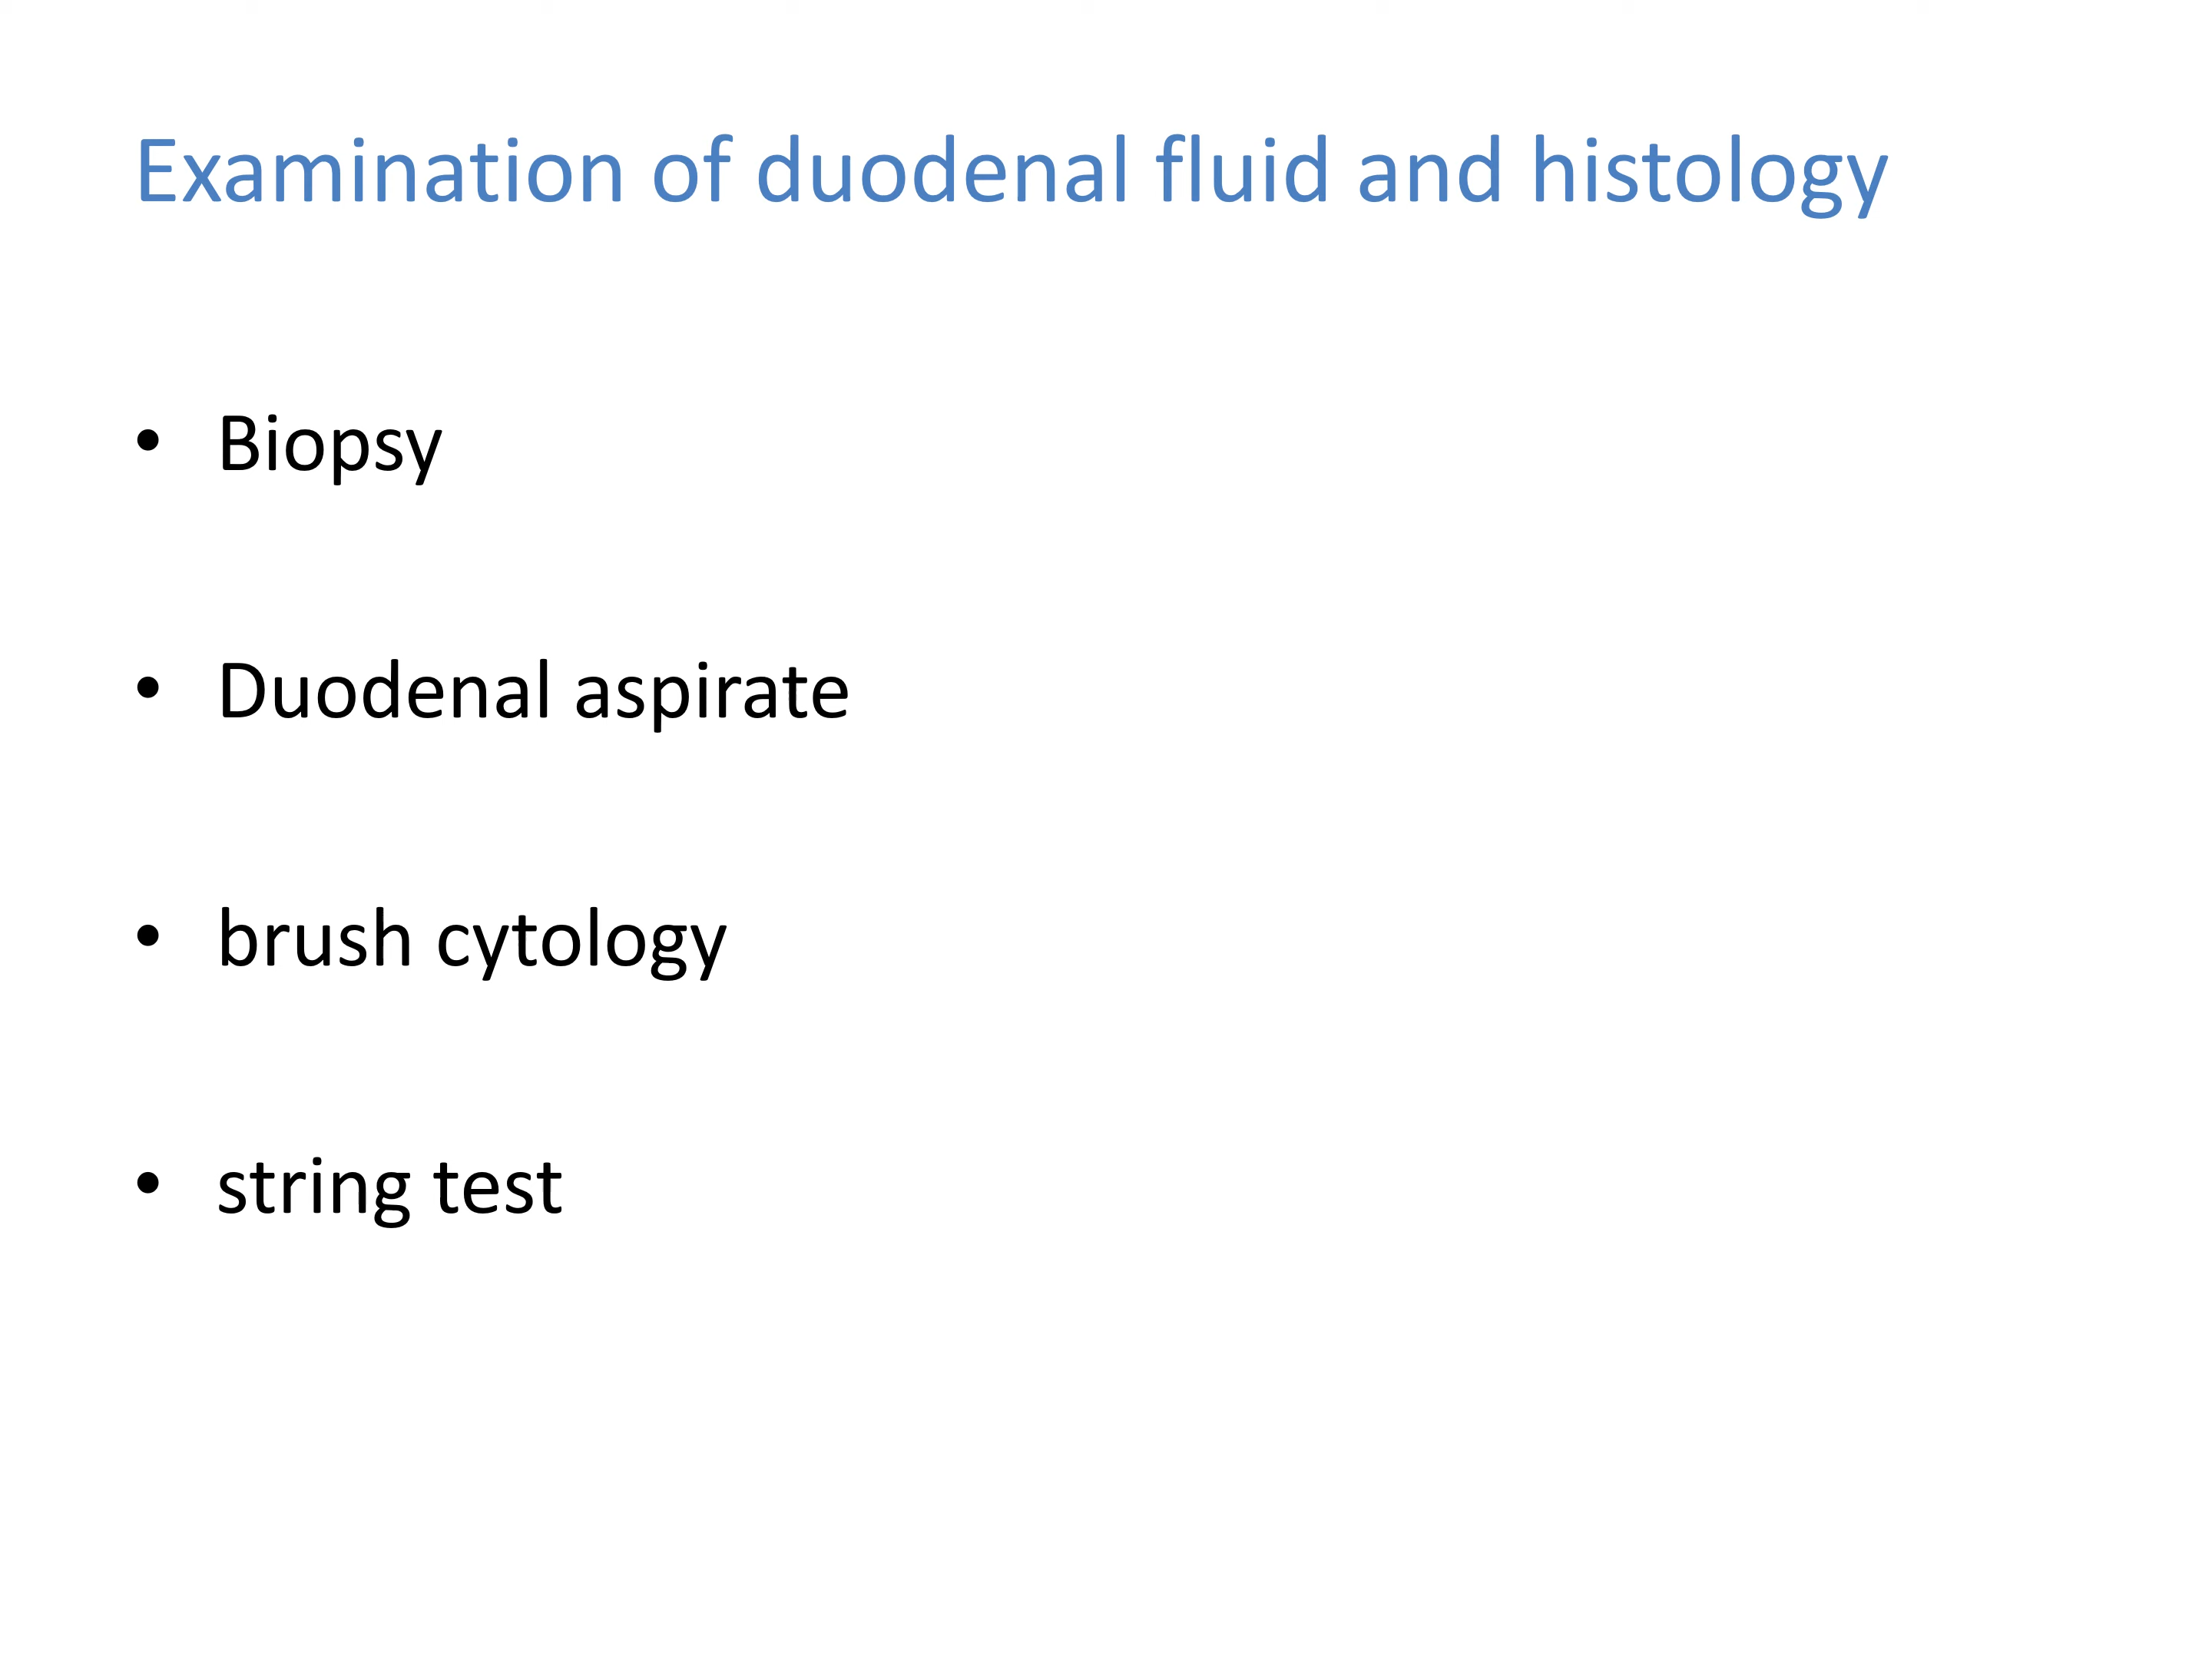 Examination of duodenal fluid and histology
• Biopsy
• Duodenal aspirate
• brush cytology
• string test